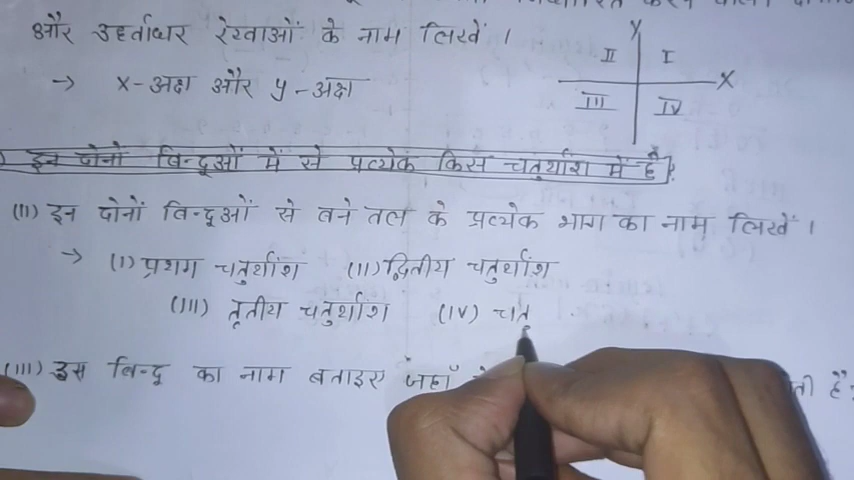 और उर्ध्वाधर रेखाओं के नाम लिखें।
→ x-अक्ष और y-अक्ष
Y
II I
X
III IV
इन दोनों बिन्दूओं में से प्रत्येक किस चतुर्थांश में है?
(II) इन दोनों बिन्दूओं से बने तल के प्रत्येक भाग का नाम लिखें।
→ (I) प्रथम चतुर्थांश (II) द्वितीय चतुर्थांश
(III) तृतीय चतुर्थांश (IV) चतु
(III) इस बिन्दू का नाम बताइए जहाँ